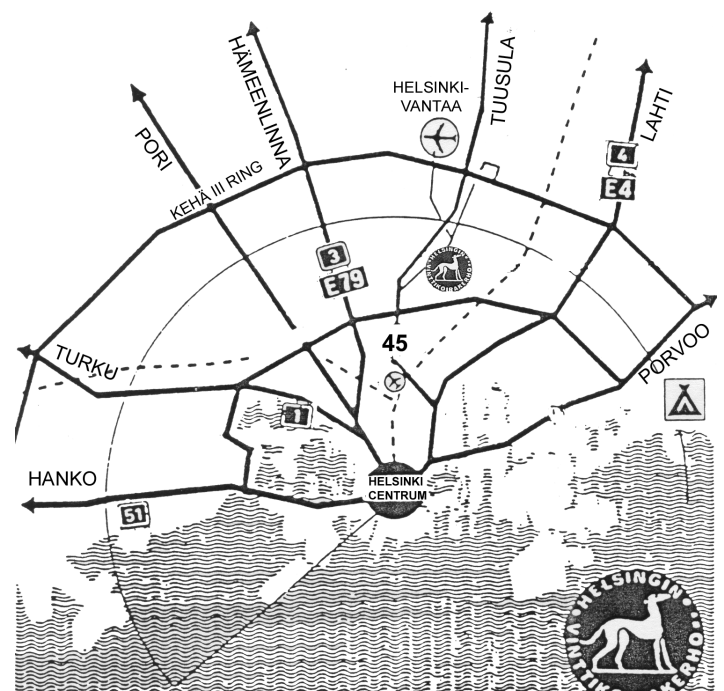 HÄMEENLINNA
TUUSULA
HELSINKI-
VANTAA
PORI
LAHTI
4
E4
KEHÄ III RING
3
E79
45
TURKU
PORVOO
1
HANKO
HELSINKI
CENTRUM
51
HELSINGIN